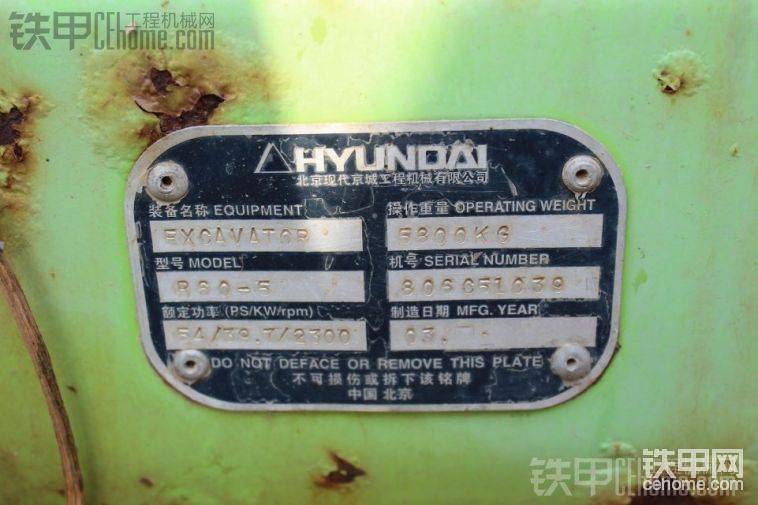 铁甲 工程机械网
CEhome.com
HYUNDAI
北京现代京城工程机械有限公司
装备名称 EQUIPMENT 操作重量 OPERATING WEIGHT
EXCAVATOR 5800KG
型号 MODEL 机号 SERIAL NUMBER
R60-5 806C51039
额定功率 (PS/KW/rpm) 制造日期 MFG. YEAR
54/39.7/2300 03.
DO NOT DEFACE OR REMOVE THIS PLATE
不可损伤或拆下该铭牌
中国 北京
铁甲网
cehome.com